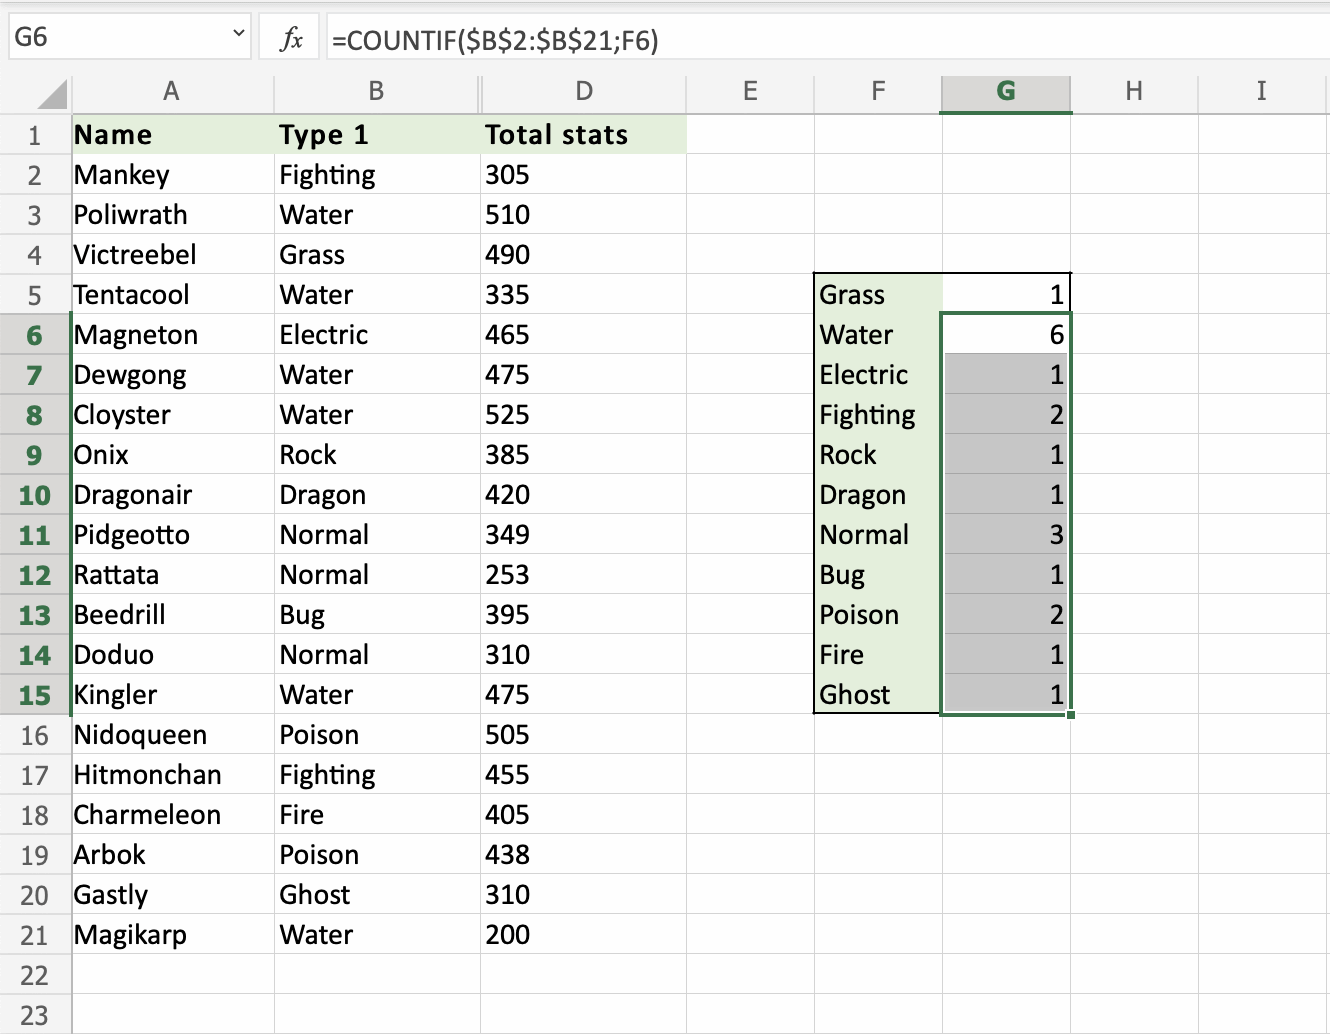 G6 fx =COUNTIF($B$2:$B$21;F6)
A B D E F G H I
1 Name Type 1 Total stats
2 Mankey Fighting 305
3 Poliwrath Water 510
4 Victreebel Grass 490
5 Tentacool Water 335 Grass 1
6 Magneton Electric 465 Water 6
7 Dewgong Water 475 Electric 1
8 Cloyster Water 525 Fighting 2
9 Onix Rock 385 Rock 1
10 Dragonair Dragon 420 Dragon 1
11 Pidgeotto Normal 349 Normal 3
12 Rattata Normal 253 Bug 1
13 Beedrill Bug 395 Poison 2
14 Doduo Normal 310 Fire 1
15 Kingler Water 475 Ghost 1
16 Nidoqueen Poison 505
17 Hitmonchan Fighting 455
18 Charmeleon Fire 405
19 Arbok Poison 438
20 Gastly Ghost 310
21 Magikarp Water 200
22
23